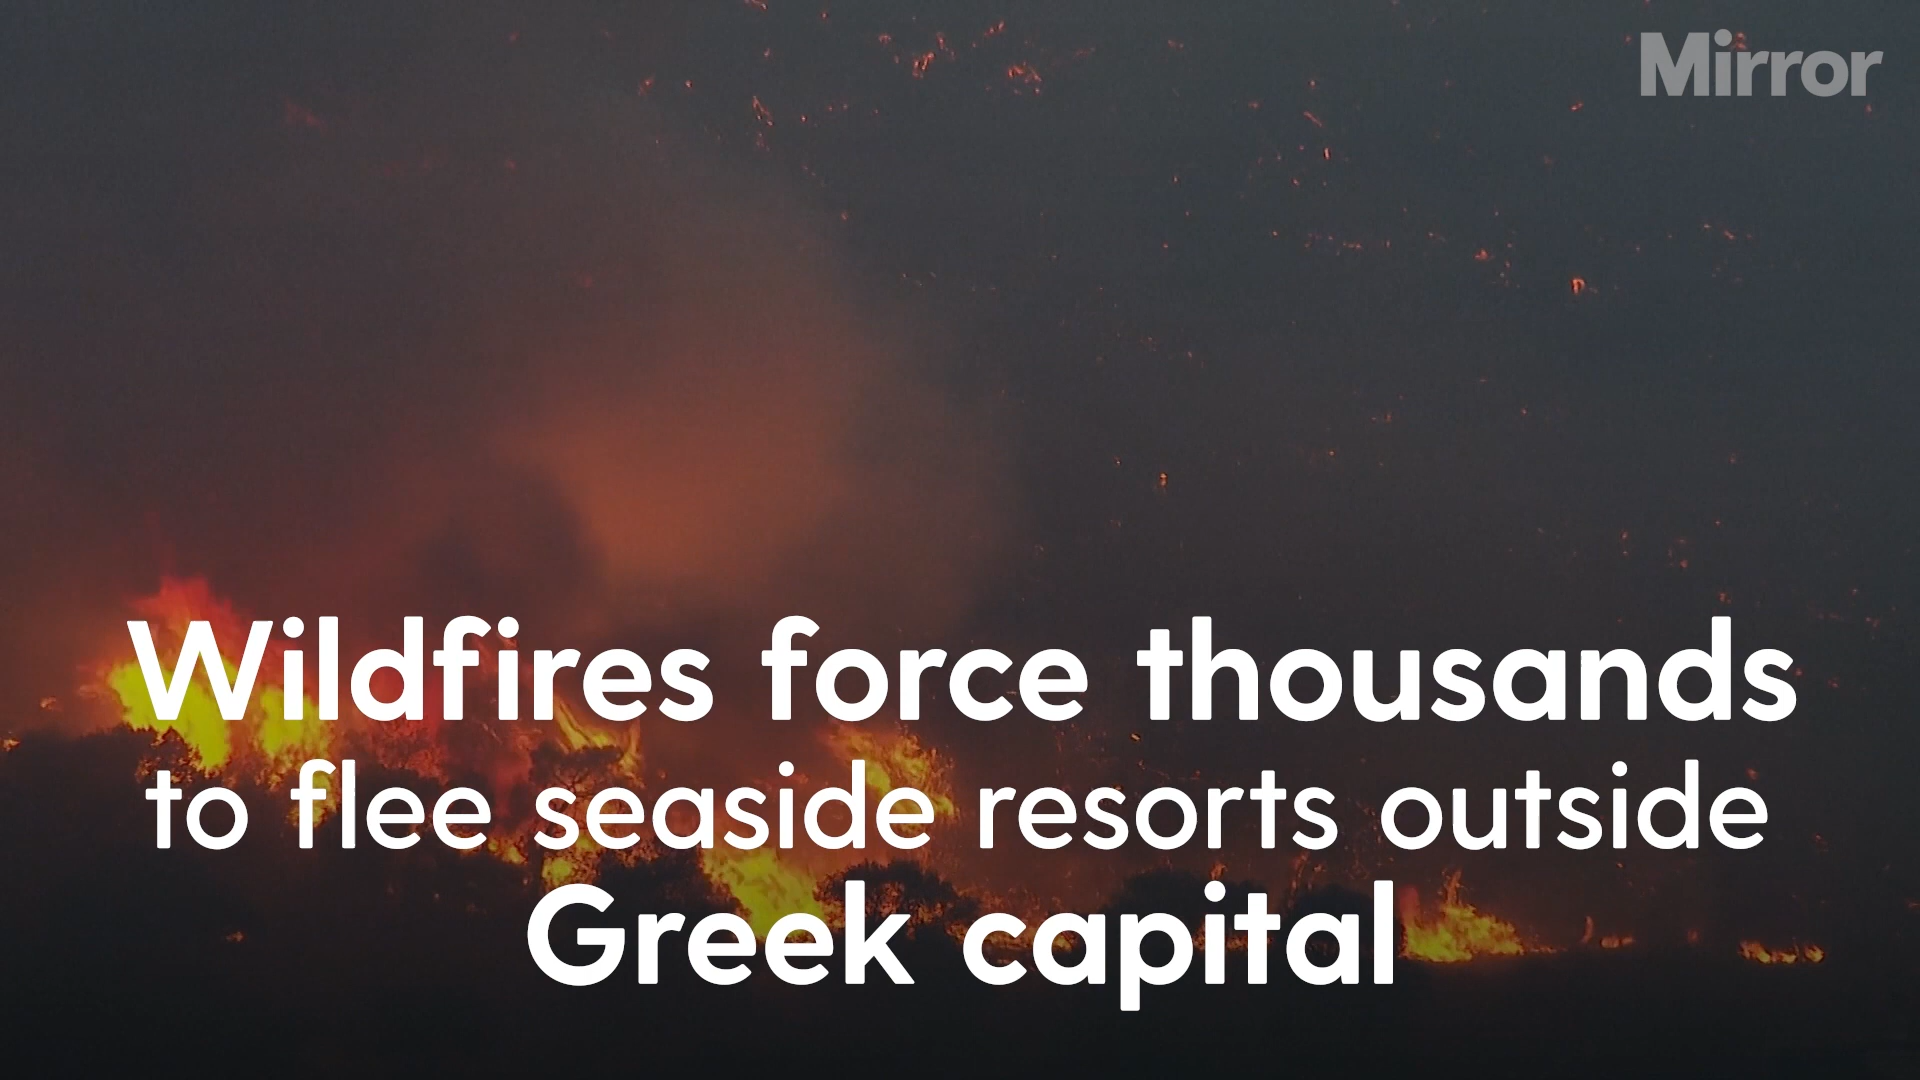 Mirror
Wildfires force thousands
to flee seaside resorts outside
Greek capital